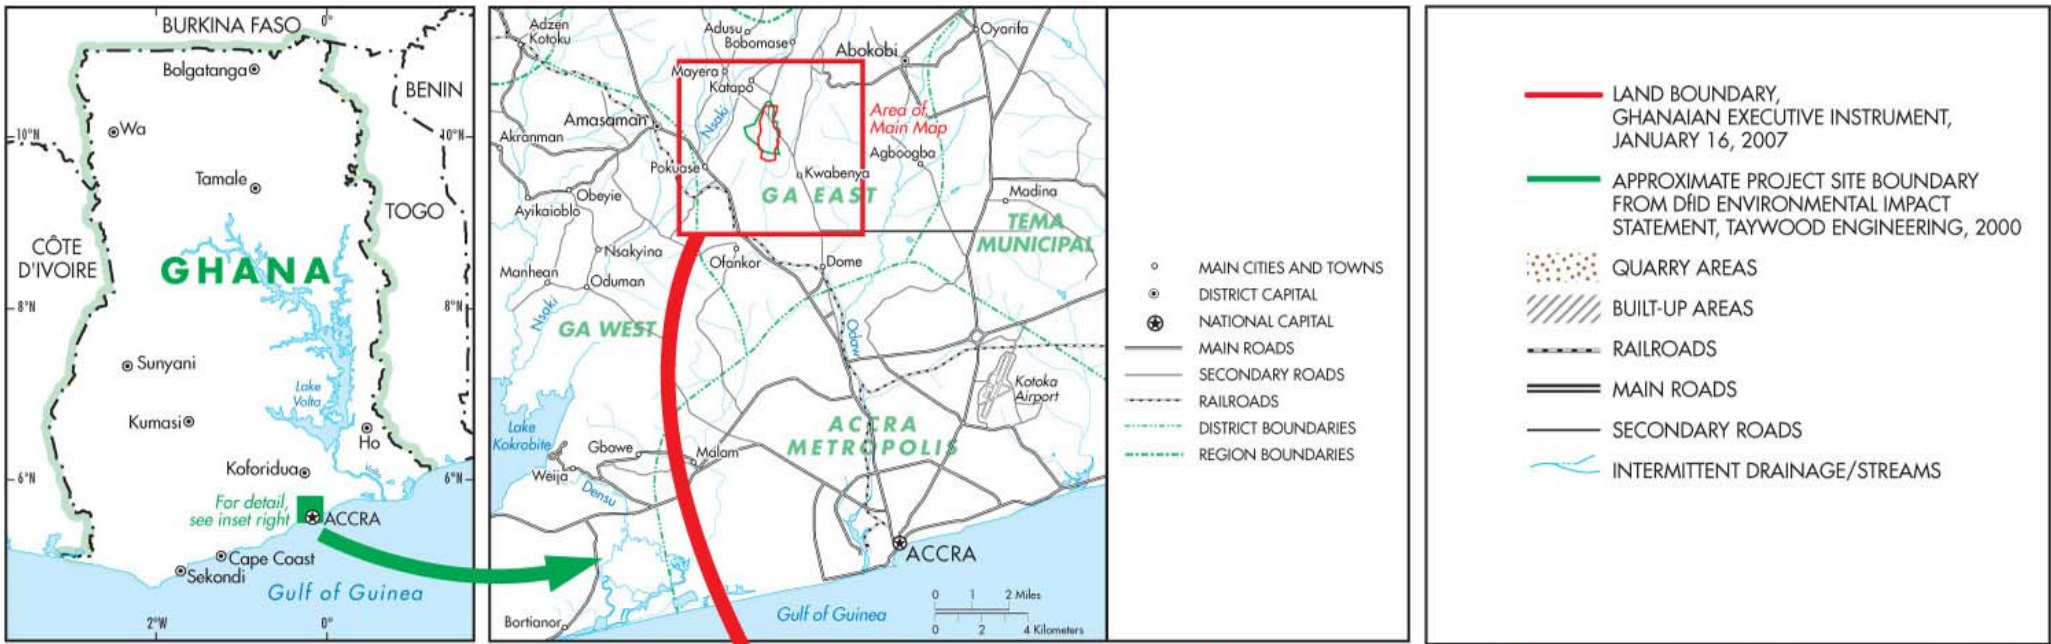 BURKINA FASO
0°
Bolgatanga
BENIN
10°N
Wa
10°N
Tamale
TOGO
CÔTE
D'IVOIRE
GHANA
8°N
8°N
Sunyani
Lake
Volta
Kumasi
Ho
Koforidua
Volta
6°N
6°N
For detail,
see inset right
ACCRA
Cape Coast
Sekondi
Gulf of Guinea
2°W
0°
Adzen
Kotoku
Adusu
Bobomase
Oyarifa
Abokobi
Mayera
Katapo
Nsaki
Area of
Main Map
Amasaman
Akranman
Agboogba
Pokuase
Kwabenya
GA EAST
Madina
Obeyie
Ayikaioblo
TEMA
MUNICIPAL
Nsakyina
Ofankor
Dome
Manhean
Oduman
Nsaki
GA WEST
Odaw
Kotoka
Airport
ACCRA
METROPOLIS
Lake
Kokrobite
Gbawe
Malam
Weija
Densu
ACCRA
Gulf of Guinea
Bortianor
0 1 2 Miles
0 2 4 Kilometers
MAIN CITIES AND TOWNS
DISTRICT CAPITAL
NATIONAL CAPITAL
MAIN ROADS
SECONDARY ROADS
RAILROADS
DISTRICT BOUNDARIES
REGION BOUNDARIES
LAND BOUNDARY,
GHANAIAN EXECUTIVE INSTRUMENT,
JANUARY 16, 2007
APPROXIMATE PROJECT SITE BOUNDARY
FROM DfID ENVIRONMENTAL IMPACT
STATEMENT, TAYWOOD ENGINEERING, 2000
QUARRY AREAS
BUILT-UP AREAS
RAILROADS
MAIN ROADS
SECONDARY ROADS
INTERMITTENT DRAINAGE/STREAMS